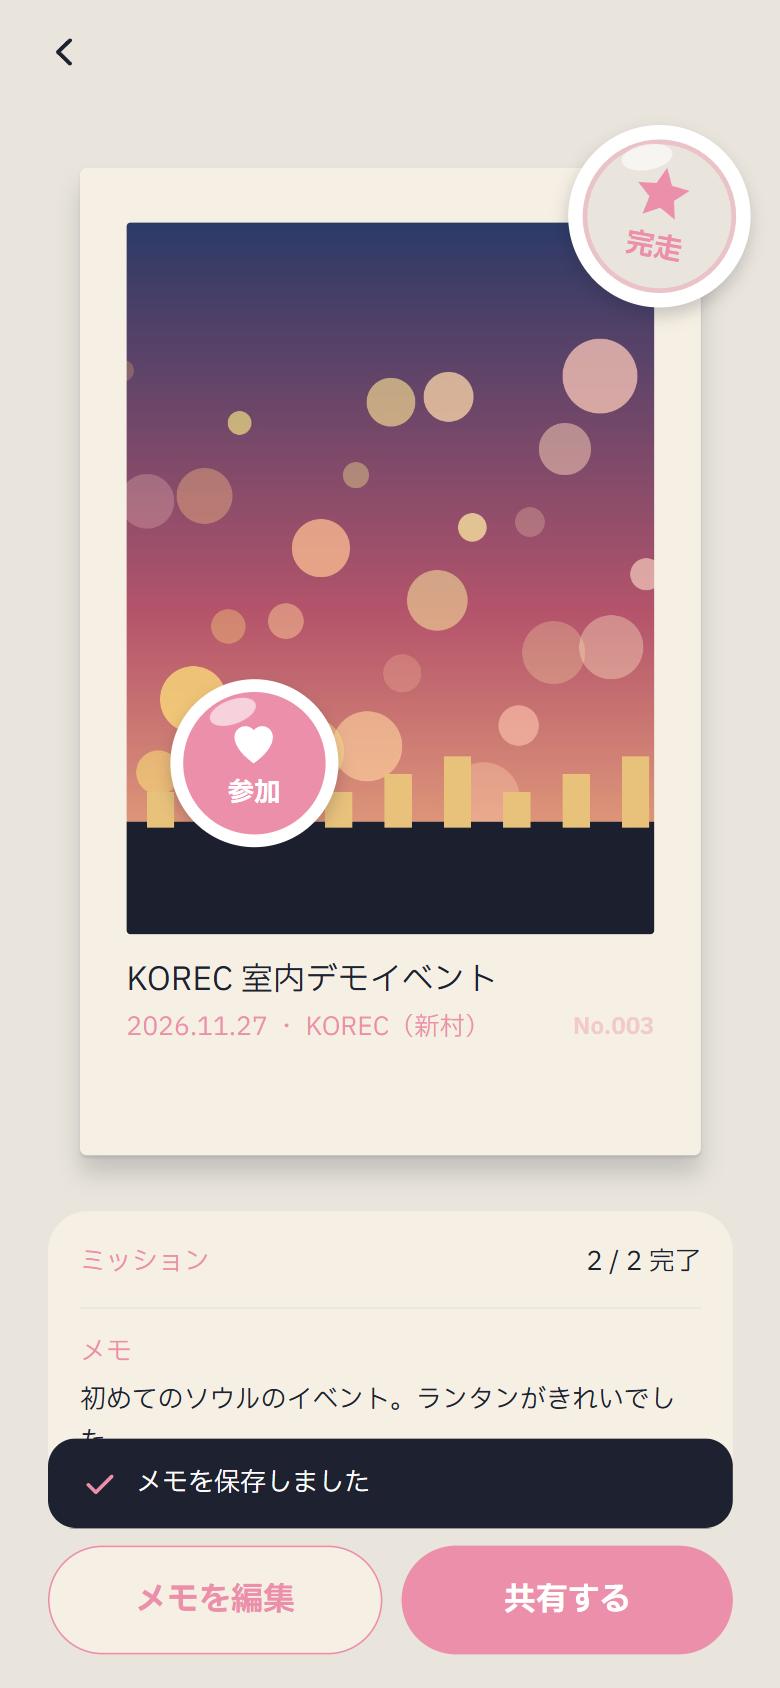 完走
参加
KOREC 室内デモイベント
2026.11.27 · KOREC（新村）
No.003
ミッション
2 / 2 完了
メモ
初めてのソウルのイベント。ランタンがきれいでし
た
メモを保存しました
メモを編集
共有する